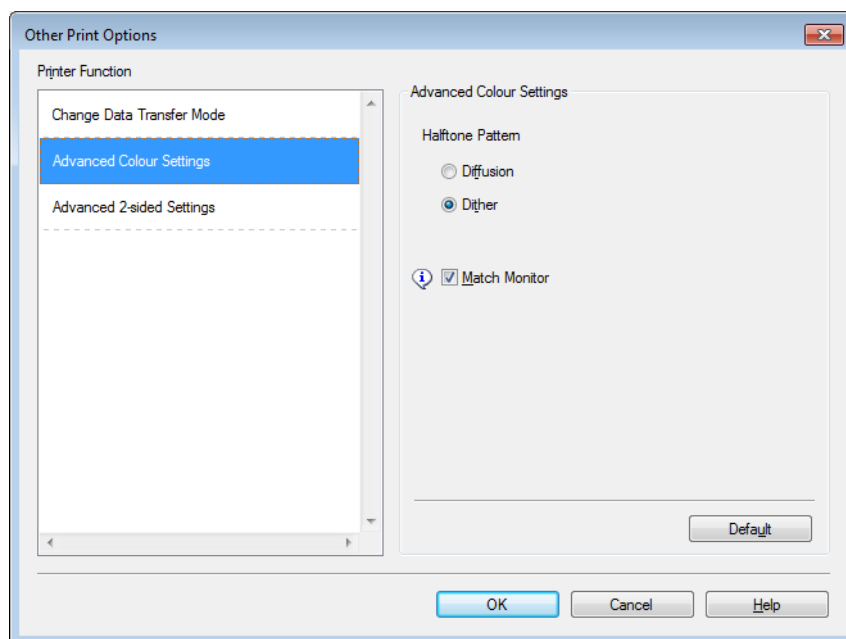 Other Print Options
Printer Function
Change Data Transfer Mode
Advanced Colour Settings
Advanced 2-sided Settings
Advanced Colour Settings
Halftone Pattern
Diffusion
Dither
Match Monitor
Default
OK Cancel Help